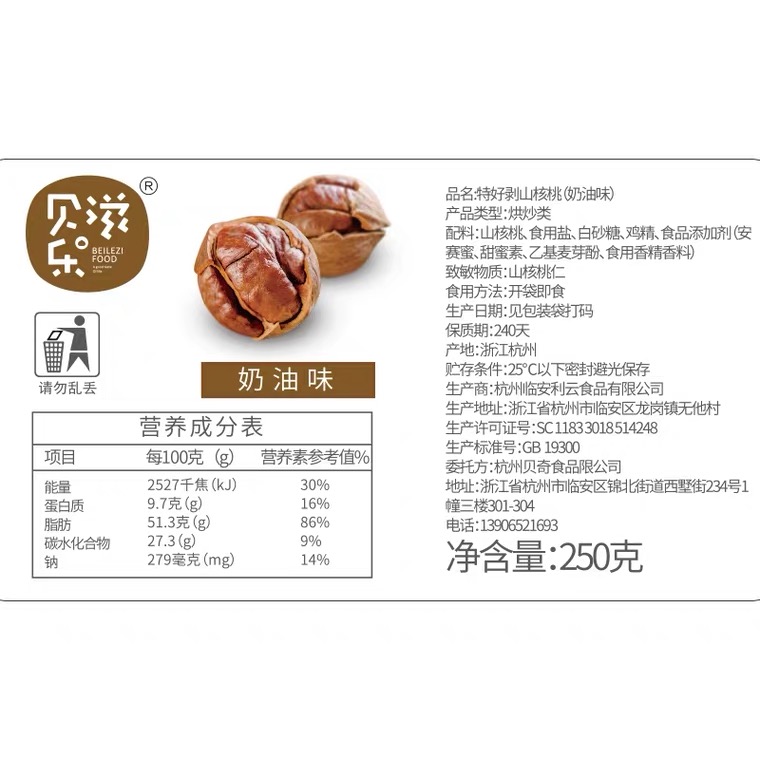 贝滋
乐
BEILEZI
FOOD
®
请勿乱丢
奶油味
营养成分表
项目 每100克 (g) 营养素参考值%
能量 2527千焦(kJ) 30%
蛋白质 9.7克(g) 16%
脂肪 51.3克(g) 86%
碳水化合物 27.3(g) 9%
钠 279毫克(mg) 14%
品名:特好剥山核桃(奶油味)
产品类型:烘炒类
配料:山核桃、食用盐、白砂糖、鸡精、食品添加剂(安
赛蜜、甜蜜素、乙基麦芽酚、食用香精香料)
致敏物质:山核桃仁
食用方法:开袋即食
生产日期:见包装袋打码
保质期:240天
产地:浙江杭州
贮存条件:25℃以下密封避光保存
生产商:杭州临安利云食品有限公司
生产地址:浙江省杭州市临安区龙岗镇无他村
生产许可证号:SC 1183 3018 514248
生产标准号:GB 19300
委托方:杭州贝奇食品限公司
地址:浙江省杭州市临安区锦北街道西墅街234号1
幢三楼301-304
电话:13906521693
净含量:250克